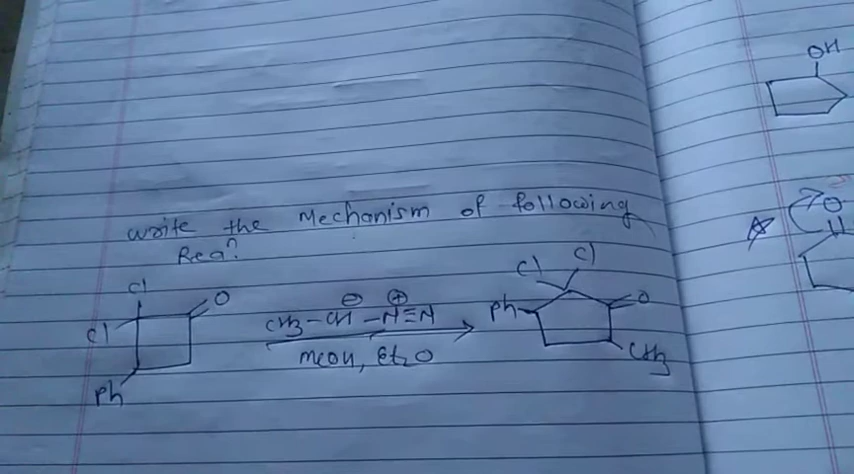 OH
Write the Mechanism of following
Rea?
Cl
Cl
O
Ph
CH3-CH-N≡N
⊖ ⊕
MeOH, Et2O
Cl Cl
Ph
O
CH3
O
H